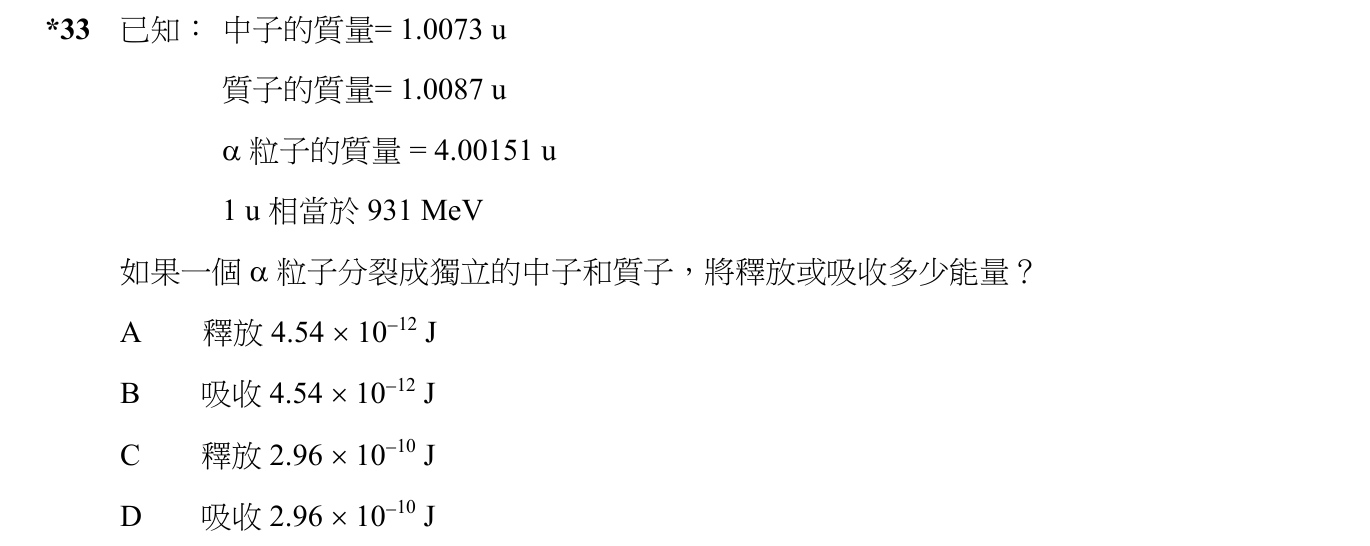 *33 已知： 中子的質量= 1.0073 u
質子的質量= 1.0087 u
α 粒子的質量 = 4.00151 u
1 u 相當於 931 MeV
如果一個 α 粒子分裂成獨立的中子和質子，將釋放或吸收多少能量？
A 釋放 4.54 × 10⁻¹² J
B 吸收 4.54 × 10⁻¹² J
C 釋放 2.96 × 10⁻¹⁰ J
D 吸收 2.96 × 10⁻¹⁰ J